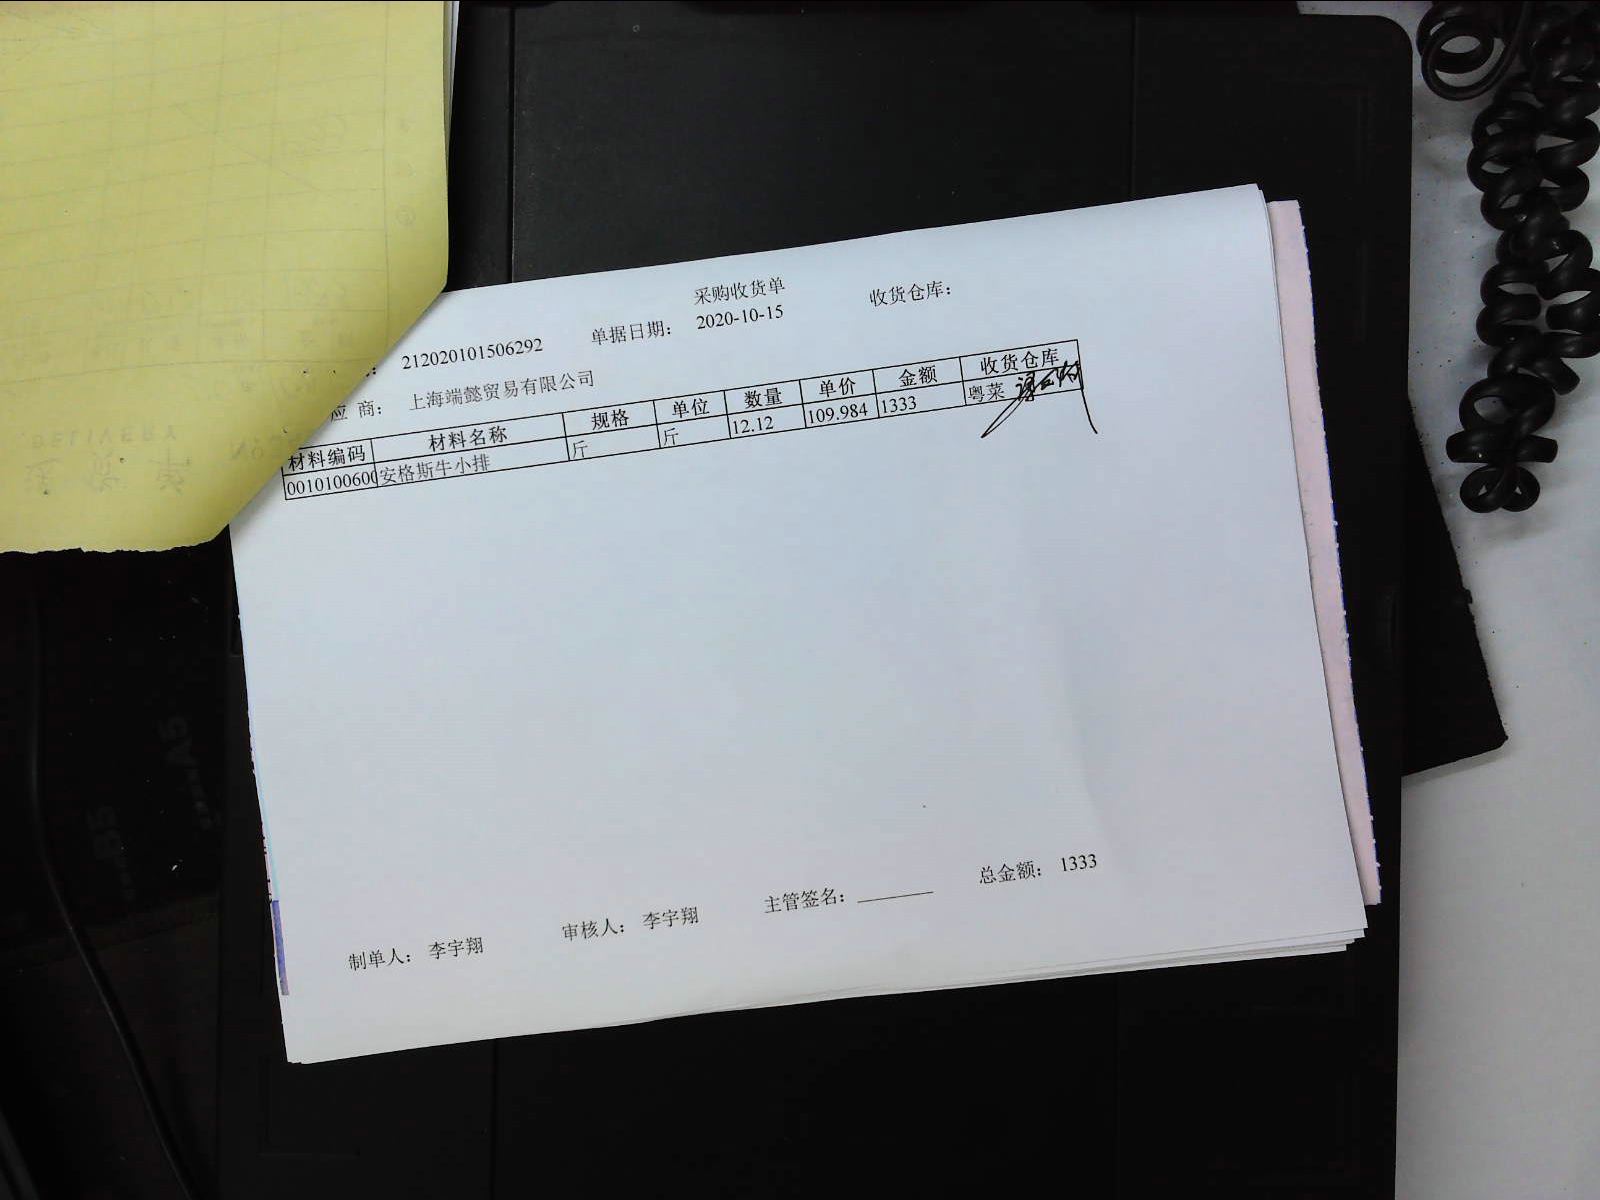 采购收货单
212020101506292 单据日期: 2020-10-15 收货仓库:
应 商: 上海端懿贸易有限公司
材料编码 材料名称 规格 单位 数量 单价 金额 收货仓库
0010100600 安格斯牛小排 斤 斤 12.12 109.984 1333 粤菜
制单人: 李宇翔 审核人: 李宇翔 主管签名: 总金额: 1333
DELIVERY